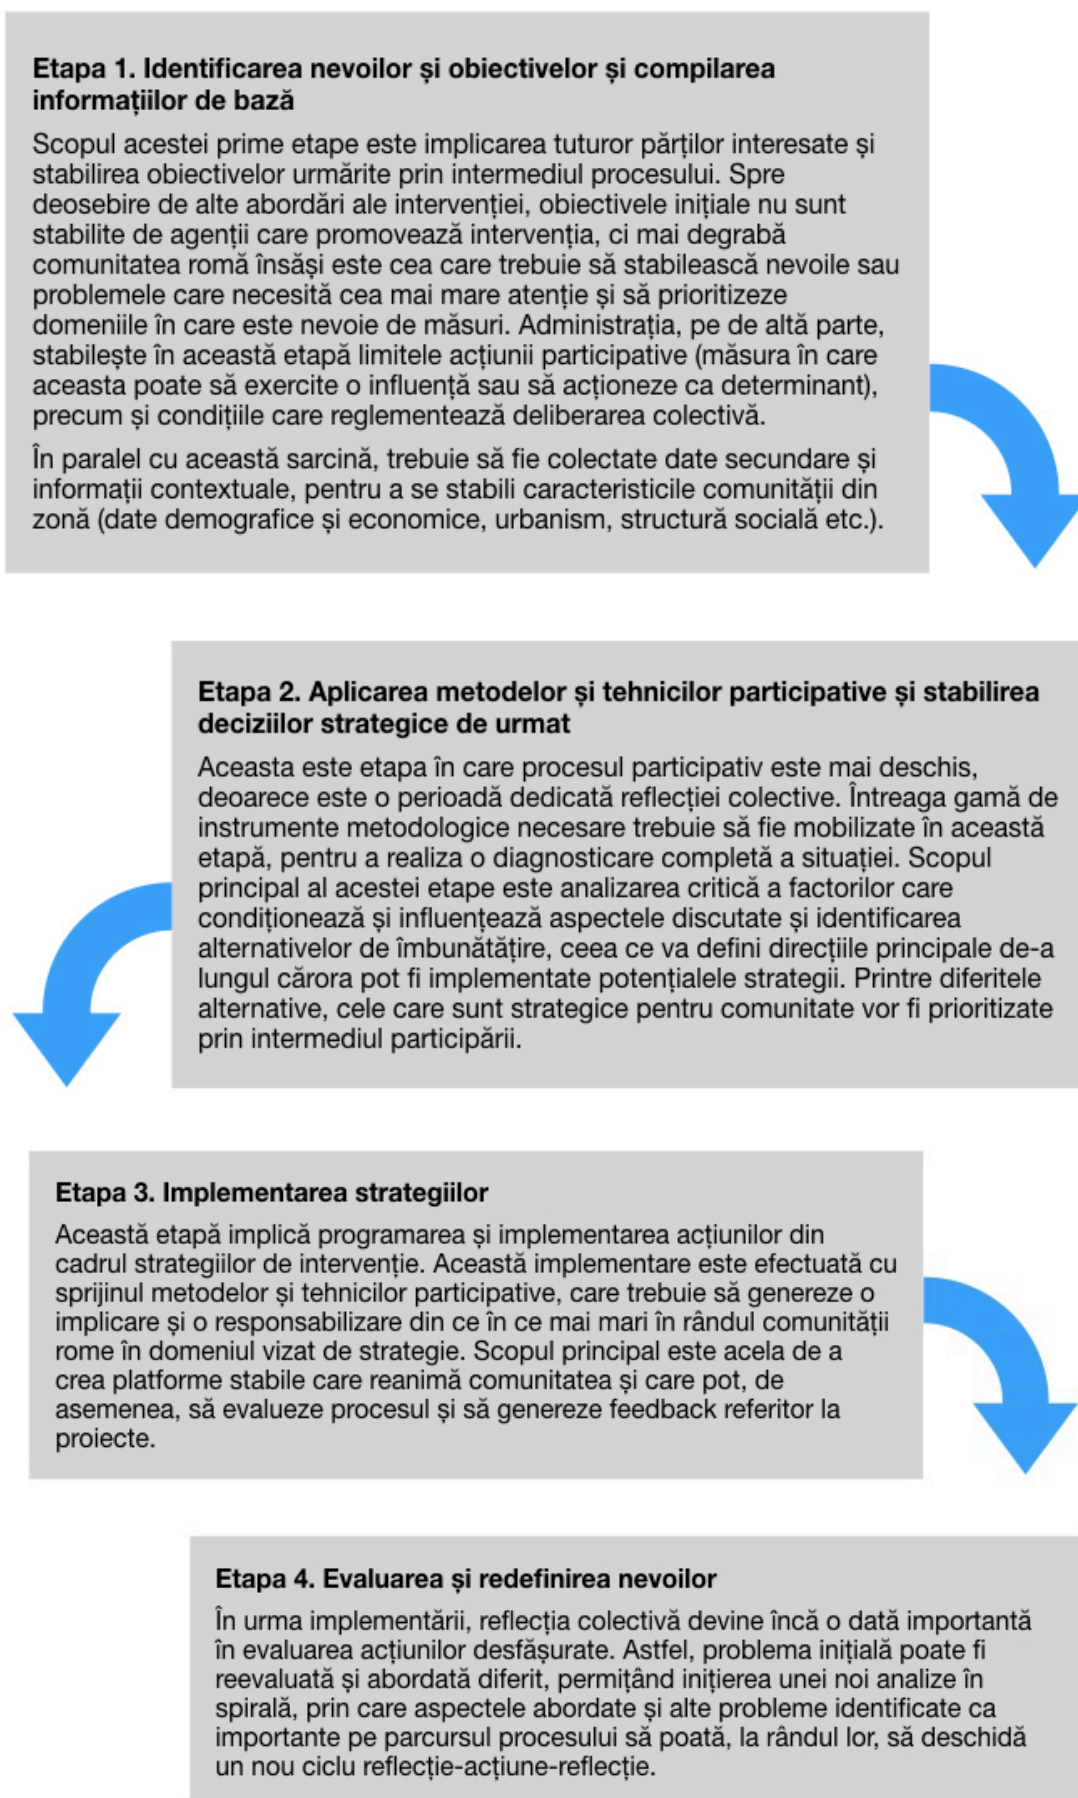 Etapa 1. Identificarea nevoilor și obiectivelor și compilarea
informațiilor de bază
Scopul acestei prime etape este implicarea tuturor părților interesate și
stabilirea obiectivelor urmărite prin intermediul procesului. Spre
deosebire de alte abordări ale intervenției, obiectivele inițiale nu sunt
stabilite de agenții care promovează intervenția, ci mai degrabă
comunitatea romă însăși este cea care trebuie să stabilească nevoile sau
problemele care necesită cea mai mare atenție și să prioritizeze
domeniile în care este nevoie de măsuri. Administrația, pe de altă parte,
stabilește în această etapă limitele acțiunii participative (măsura în care
aceasta poate să exercite o influență sau să acționeze ca determinant),
precum și condițiile care reglementează deliberarea colectivă.
În paralel cu această sarcină, trebuie să fie colectate date secundare și
informații contextuale, pentru a se stabili caracteristicile comunității din
zonă (date demografice și economice, urbanism, structură socială etc.).
Etapa 2. Aplicarea metodelor și tehnicilor participative și stabilirea
deciziilor strategice de urmat
Aceasta este etapa în care procesul participativ este mai deschis,
deoarece este o perioadă dedicată reflecției colective. Întreaga gamă de
instrumente metodologice necesare trebuie să fie mobilizate în această
etapă, pentru a realiza o diagnosticare completă a situației. Scopul
principal al acestei etape este analizarea critică a factorilor care
condiționează și influențează aspectele discutate și identificarea
alternativelor de îmbunătățire, ceea ce va defini direcțiile principale de-a
lungul cărora pot fi implementate potențialele strategii. Printre diferitele
alternative, cele care sunt strategice pentru comunitate vor fi prioritizate
prin intermediul participării.
Etapa 3. Implementarea strategiilor
Această etapă implică programarea și implementarea acțiunilor din
cadrul strategiilor de intervenție. Această implementare este efectuată cu
sprijinul metodelor și tehnicilor participative, care trebuie să genereze o
implicare și o responsabilizare din ce în ce mai mari în rândul comunității
rome în domeniul vizat de strategie. Scopul principal este acela de a
crea platforme stabile care reanimă comunitatea și care pot, de
asemenea, să evalueze procesul și să genereze feedback referitor la
proiecte.
Etapa 4. Evaluarea și redefinirea nevoilor
În urma implementării, reflecția colectivă devine încă o dată importantă
în evaluarea acțiunilor desfășurate. Astfel, problema inițială poate fi
reevaluată și abordată diferit, permițând inițierea unei noi analize în
spirală, prin care aspectele abordate și alte probleme identificate ca
importante pe parcursul procesului să poată, la rândul lor, să deschidă
un nou ciclu reflecție-acțiune-reflecție.